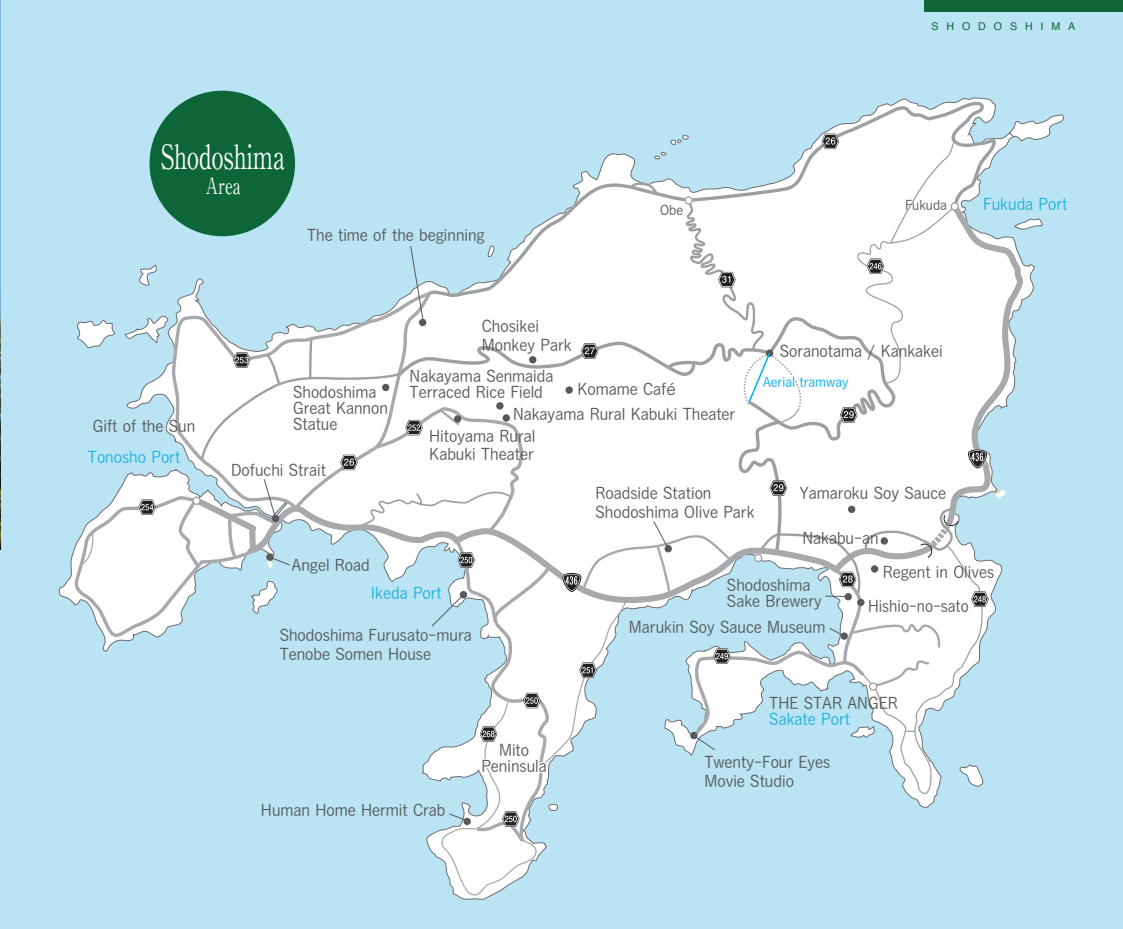 SHODOSHIMA
Shodoshima
Area
26
Obe
Fukuda
Fukuda Port
The time of the beginning
246
31
Chosikei
Monkey Park
27
Soranotama / Kankakei
253
Aerial tramway
Nakayama Senmaida
Terraced Rice Field
Komame Café
Shodoshima
Great Kannon
Statue
Nakayama Rural Kabuki Theater
29
Gift of the Sun
252
Hitoyama Rural
Kabuki Theater
Tonosho Port
26
436
Dofuchi Strait
29
Roadside Station
Shodoshima Olive Park
Yamaroku Soy Sauce
254
Nakabu-an
Angel Road
250
Regent in Olives
436
28
Ikeda Port
Shodoshima
Sake Brewery
Hishio-no-sato
248
Shodoshima Furusato-mura
Tenobe Somen House
Marukin Soy Sauce Museum
249
251
250
THE STAR ANGER
Sakate Port
268
Mito
Peninsula
Twenty-Four Eyes
Movie Studio
Human Home Hermit Crab
250